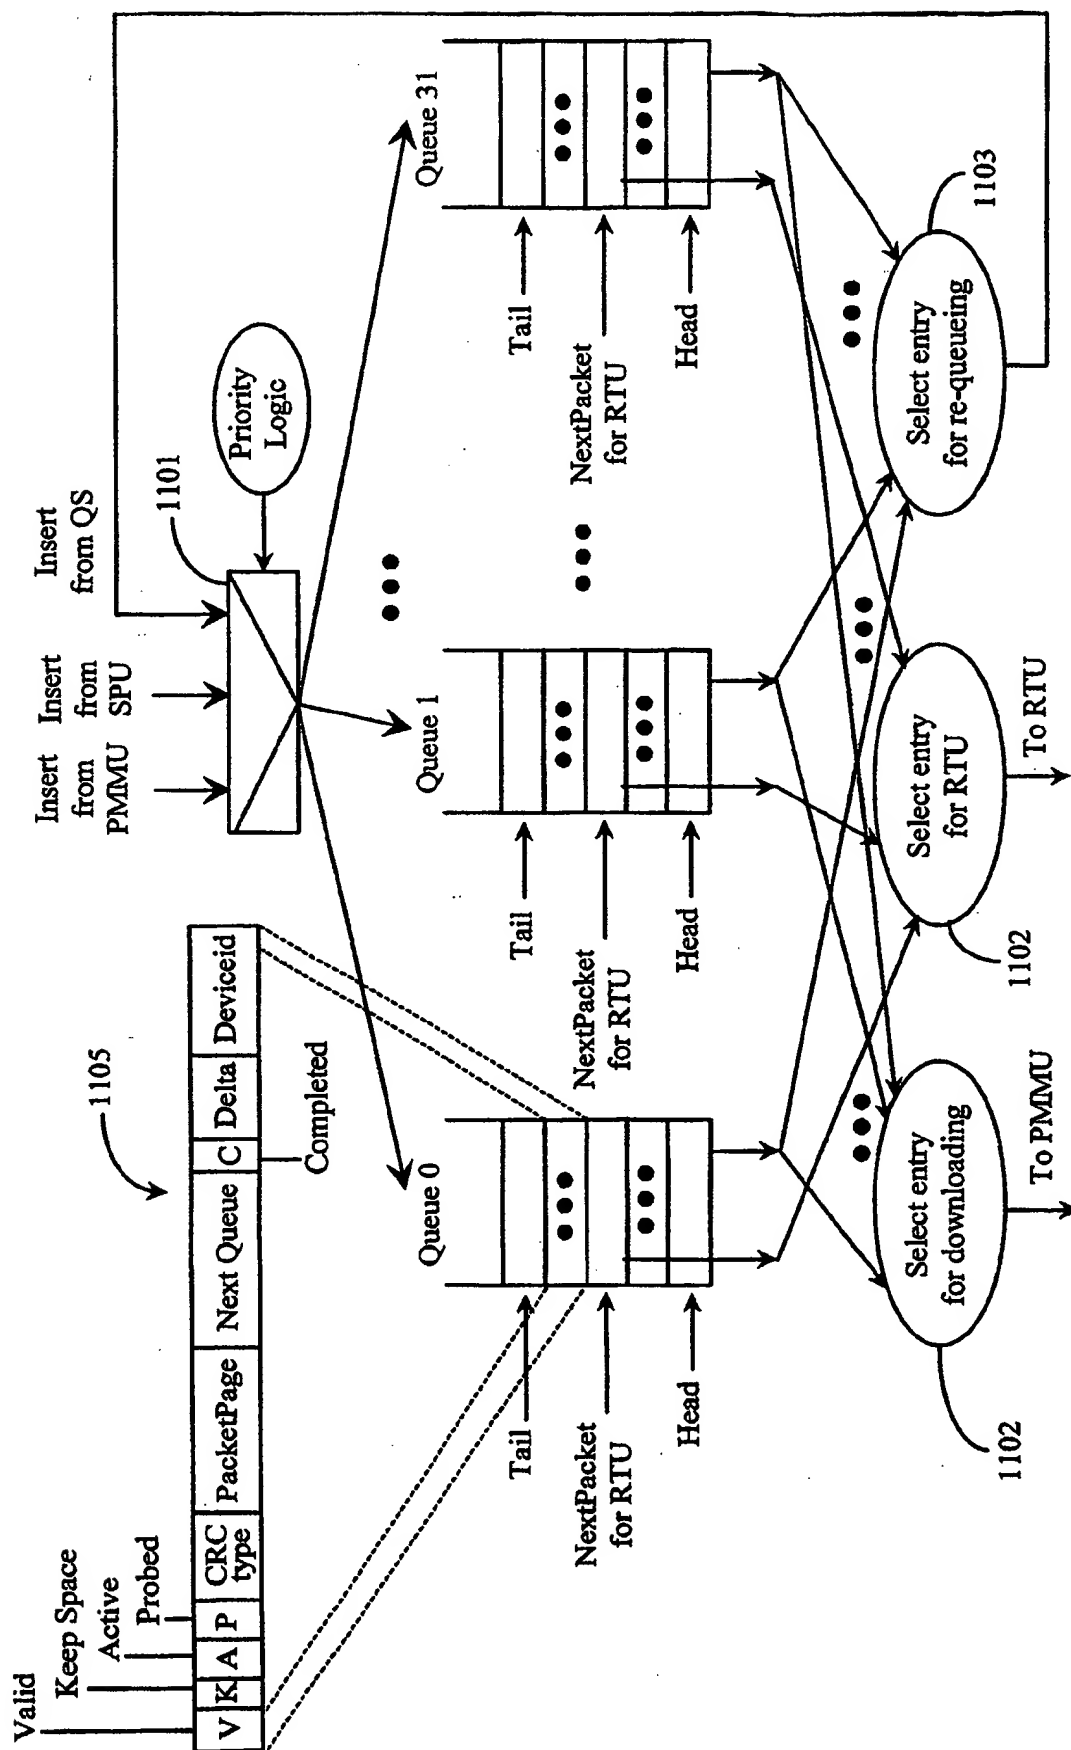 Valid
Keep Space
Active
Probed
V
K
A
P
CRC
type
PacketPage
Next Queue
C
Delta
Deviceid
Completed
1105
Insert
from
PMMU
Insert
from
SPU
Insert
from QS
1101
Priority
Logic
Queue 0
Queue 1
Queue 31
Tail
NextPacket
for RTU
Head
Tail
NextPacket
for RTU
Head
Tail
NextPacket
for RTU
Head
Select entry
for downloading
1102
To PMMU
Select entry
for RTU
1102
To RTU
Select entry
for re-queueing
1103